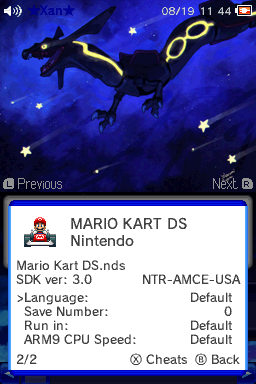 ★Xan★ 08/19 11 44
L Previous Next R
MARIO KART DS
Nintendo
Mario Kart DS.nds
SDK ver: 3.0 NTR-AMCE-USA
>Language: Default
Save Number: 0
Run in: Default
ARM9 CPU Speed: Default
2/2 Ⓧ Cheats Ⓑ Back